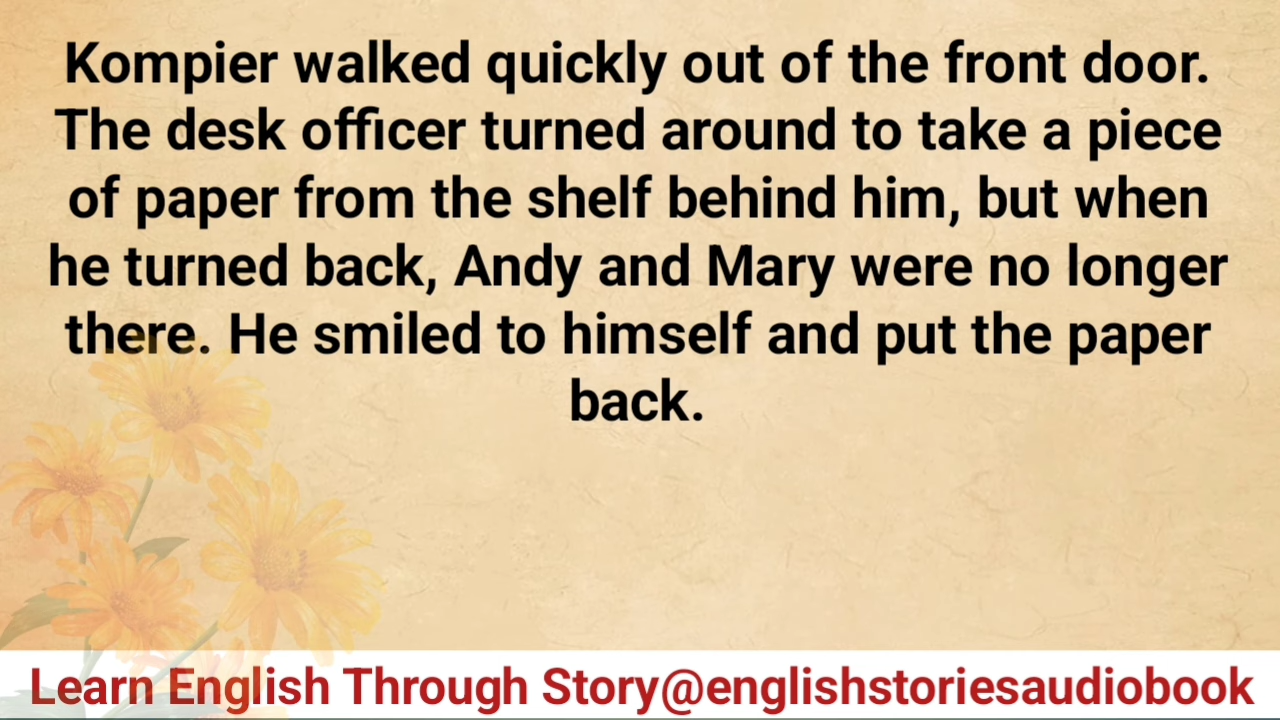 Kompier walked quickly out of the front door.
The desk officer turned around to take a piece
of paper from the shelf behind him, but when
he turned back, Andy and Mary were no longer
there. He smiled to himself and put the paper
back.
Learn English Through Story@englishstoriesaudiobook